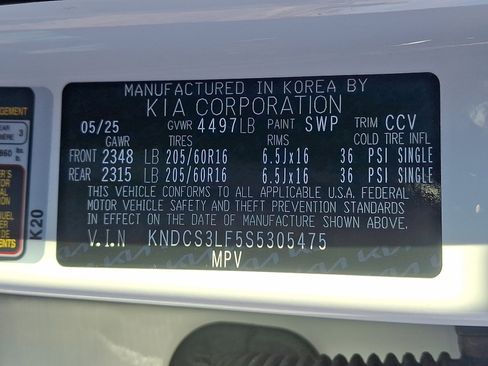 MANUFACTURED IN KOREA BY
KIA CORPORATION
05/25 GVWR 4497LB PAINT SWP TRIM CCV
GAWR TIRES RIMS COLD TIRE INFL
FRONT 2348 LB 205/60R16 6.5Jx16 36 PSI SINGLE
REAR 2315 LB 205/60R16 6.5Jx16 36 PSI SINGLE
THIS VEHICLE CONFORMS TO ALL APPLICABLE U.S.A. FEDERAL
MOTOR VEHICLE SAFETY AND THEFT PREVENTION STANDARDS
IN EFFECT ON THE DATE OF MANUFACTURE SHOWN ABOVE.
V.I.N KNDCS3LF5S5305475
MPV
K20